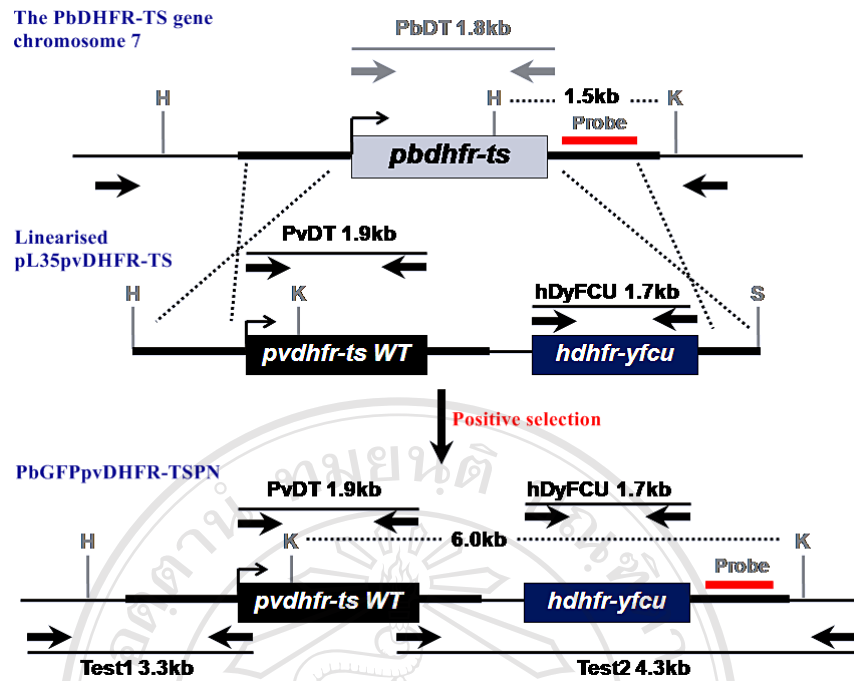 The PbDHFR-TS gene
chromosome 7
PbDT 1.8kb
H
H
1.5kb
K
Probe
pbdhfr-ts
Linearised
pL35pvDHFR-TS
PvDT 1.9kb
H
K
hDyFCU 1.7kb
S
pvdhfr-ts WT
hdhfr-yfcu
Positive selection
PbGFPpvDHFR-TSPN
PvDT 1.9kb
hDyFCU 1.7kb
H
K
6.0kb
K
Probe
pvdhfr-ts WT
hdhfr-yfcu
Test1 3.3kb
Test2 4.3kb